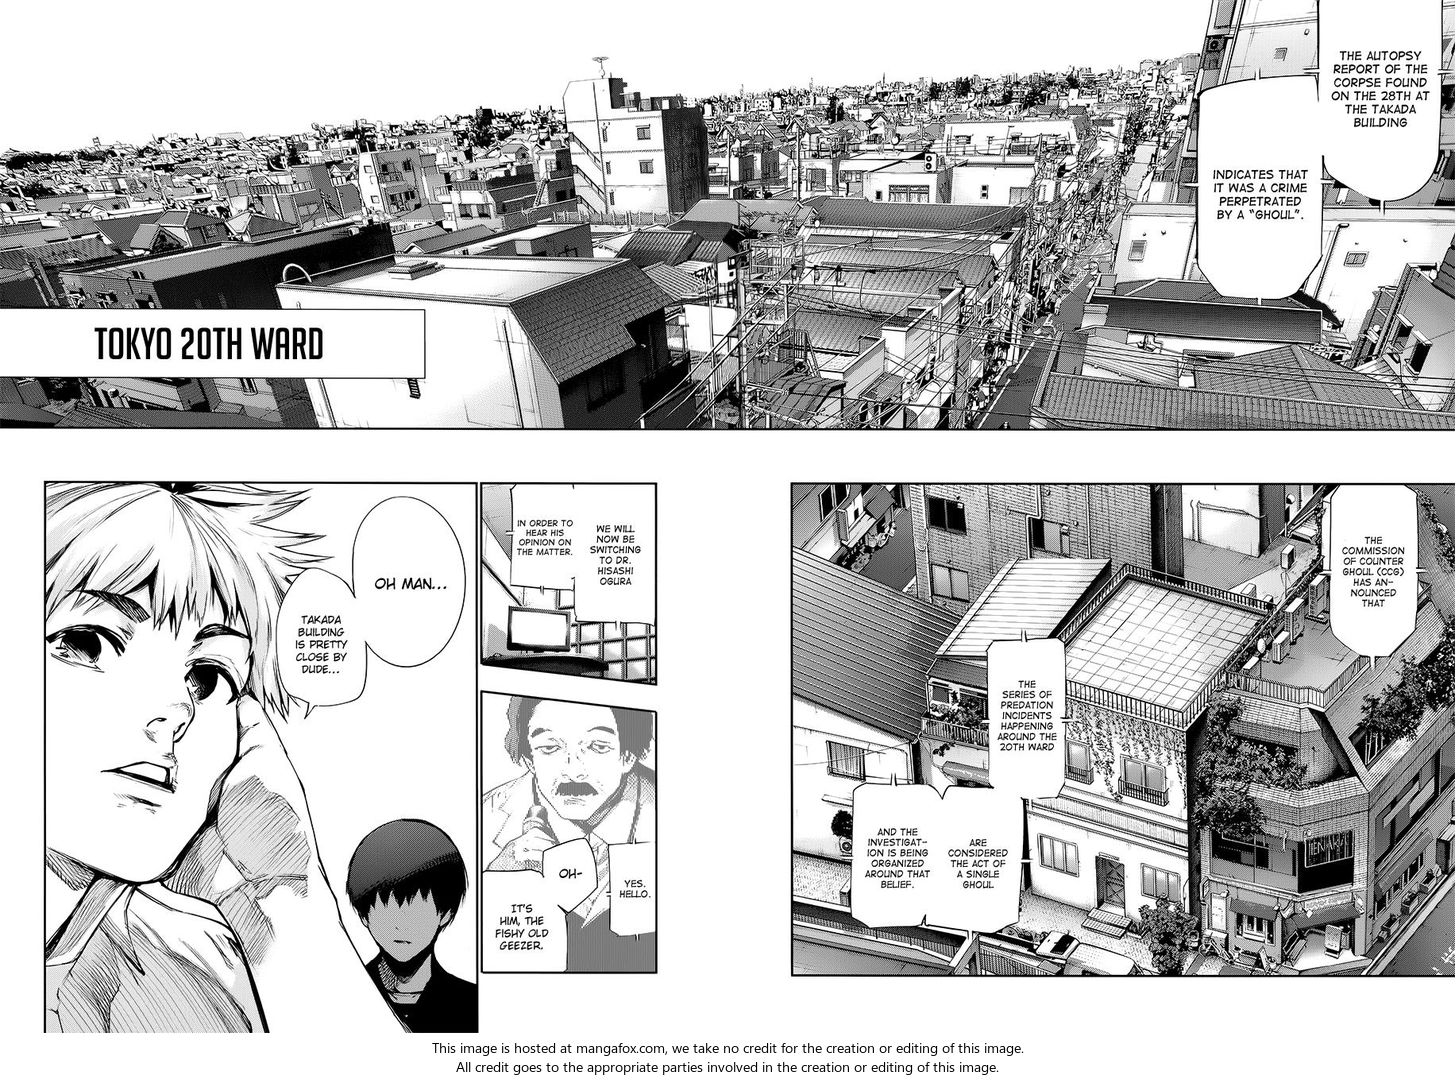 THE AUTOPSY
REPORT OF THE
CORPSE FOUND
ON THE 28TH AT
THE TAKADA
BUILDING
INDICATES THAT
IT WAS A CRIME
PERPETRATED
BY A "GHOUL".
TOKYO 20TH WARD
THE
COMMISSION
OF COUNTER
GHOUL (CCG)
HAS AN-
NOUNCED
THAT
THE
SERIES OF
PREDATION
INCIDENTS
HAPPENING
AROUND THE
20TH WARD
ARE
CONSIDERED
THE ACT OF
A SINGLE
GHOUL
AND THE
INVESTIGAT-
ION IS BEING
ORGANIZED
AROUND THAT
BELIEF.
WE WILL
NOW BE
SWITCHING
TO DR.
HISASHI
OGURA
IN ORDER TO
HEAR HIS
OPINION ON
THE MATTER.
YES.
HELLO.
OH-
IT'S
HIM, THE
FISHY OLD
GEEZER.
OH MAN...
TAKADA
BUILDING
IS PRETTY
CLOSE BY
DUDE...
This image is hosted at mangafox.com, we take no credit for the creation or editing of this image.
All credit goes to the appropriate parties involved in the creation or editing of this image.